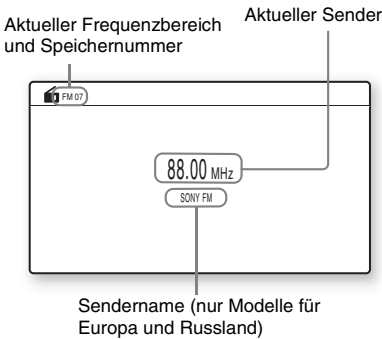 Aktueller Frequenzbereich
und Speichernummer
Aktueller Sender
FM 07
88.00 MHz
SONY FM
Sendername (nur Modelle für
Europa und Russland)